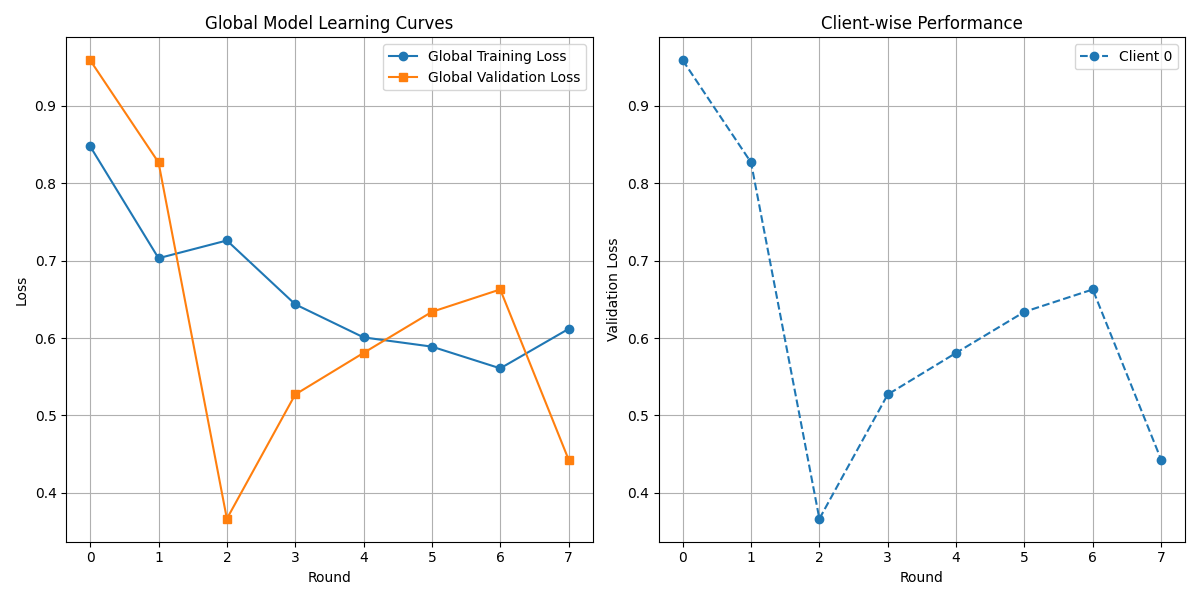 Global Model Learning Curves
Global Training Loss
Global Validation Loss
Loss
0.9
0.8
0.7
0.6
0.5
0.4
0 1 2 3 4 5 6 7
Round
Client-wise Performance
Client 0
Validation Loss
0.9
0.8
0.7
0.6
0.5
0.4
0 1 2 3 4 5 6 7
Round